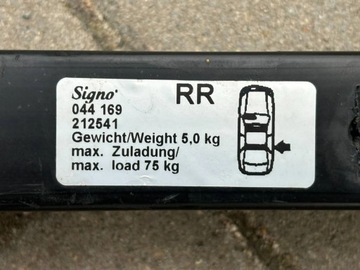 Signo
RR
044 169
212541
Gewicht/Weight 5,0 kg
max. Zuladung/
max. load 75 kg